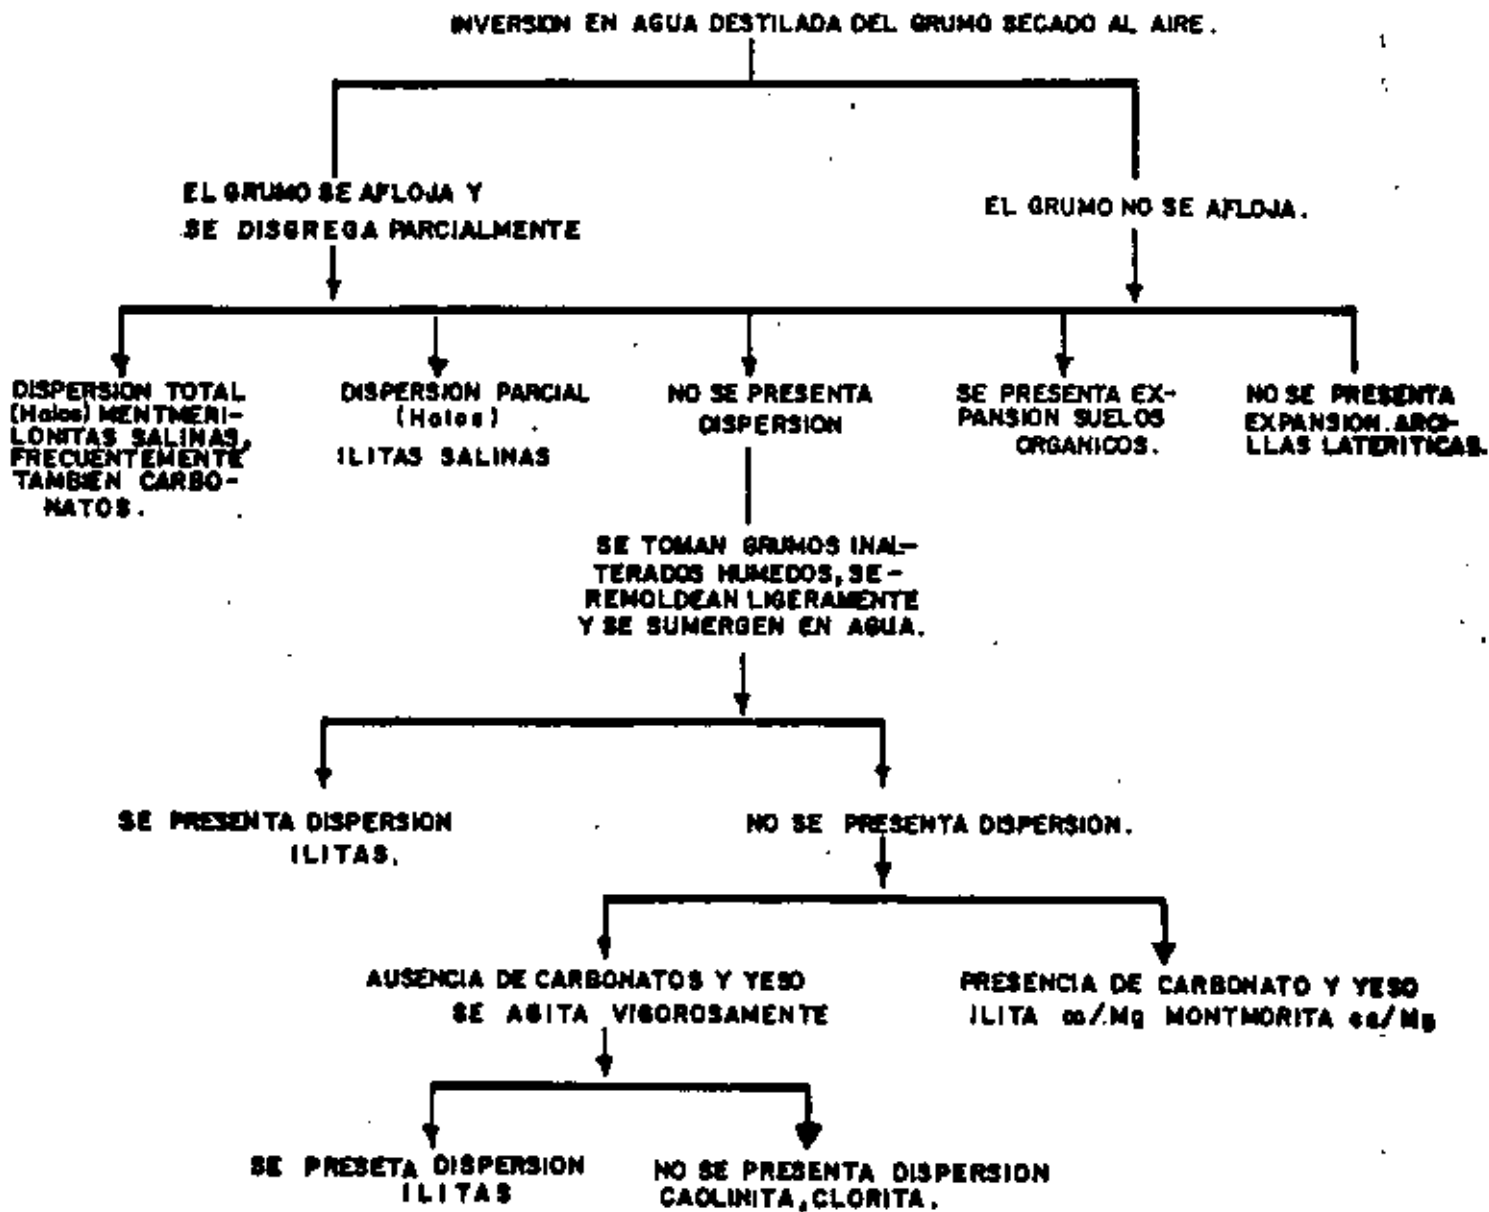 INVERSION EN AGUA DESTILADA DEL GRUMO SECADO AL AIRE.
EL GRUMO SE AFLOJA Y
SE DISGREGA PARCIALMENTE
EL GRUMO NO SE AFLOJA.
DISPERSION TOTAL
(Halos) MENTMERI-
LONITAS SALINAS,
FRECUENTEMENTE
TAMBIEN CARBO-
NATOS.
DISPERSION PARCIAL
(Halos)
ILITAS SALINAS
NO SE PRESENTA
DISPERSION
SE PRESENTA EX-
PANSION SUELOS
ORGANICOS.
NO SE PRESENTA
EXPANSION. ARCI-
LLAS LATERITICAS.
SE TOMAN GRUMOS INAL-
TERADOS HUMEDOS, SE-
REMOLDEAN LIGERAMENTE
Y SE SUMERGEN EN AGUA.
SE PRESENTA DISPERSION
ILITAS.
NO SE PRESENTA DISPERSION.
AUSENCIA DE CARBONATOS Y YESO
SE AGITA VIGOROSAMENTE
PRESENCIA DE CARBONATO Y YESO
ILITA ca/Mg MONTMORITA ca/Mg
SE PRESETA DISPERSION
ILITAS
NO SE PRESENTA DISPERSION
CAOLINITA, CLORITA.